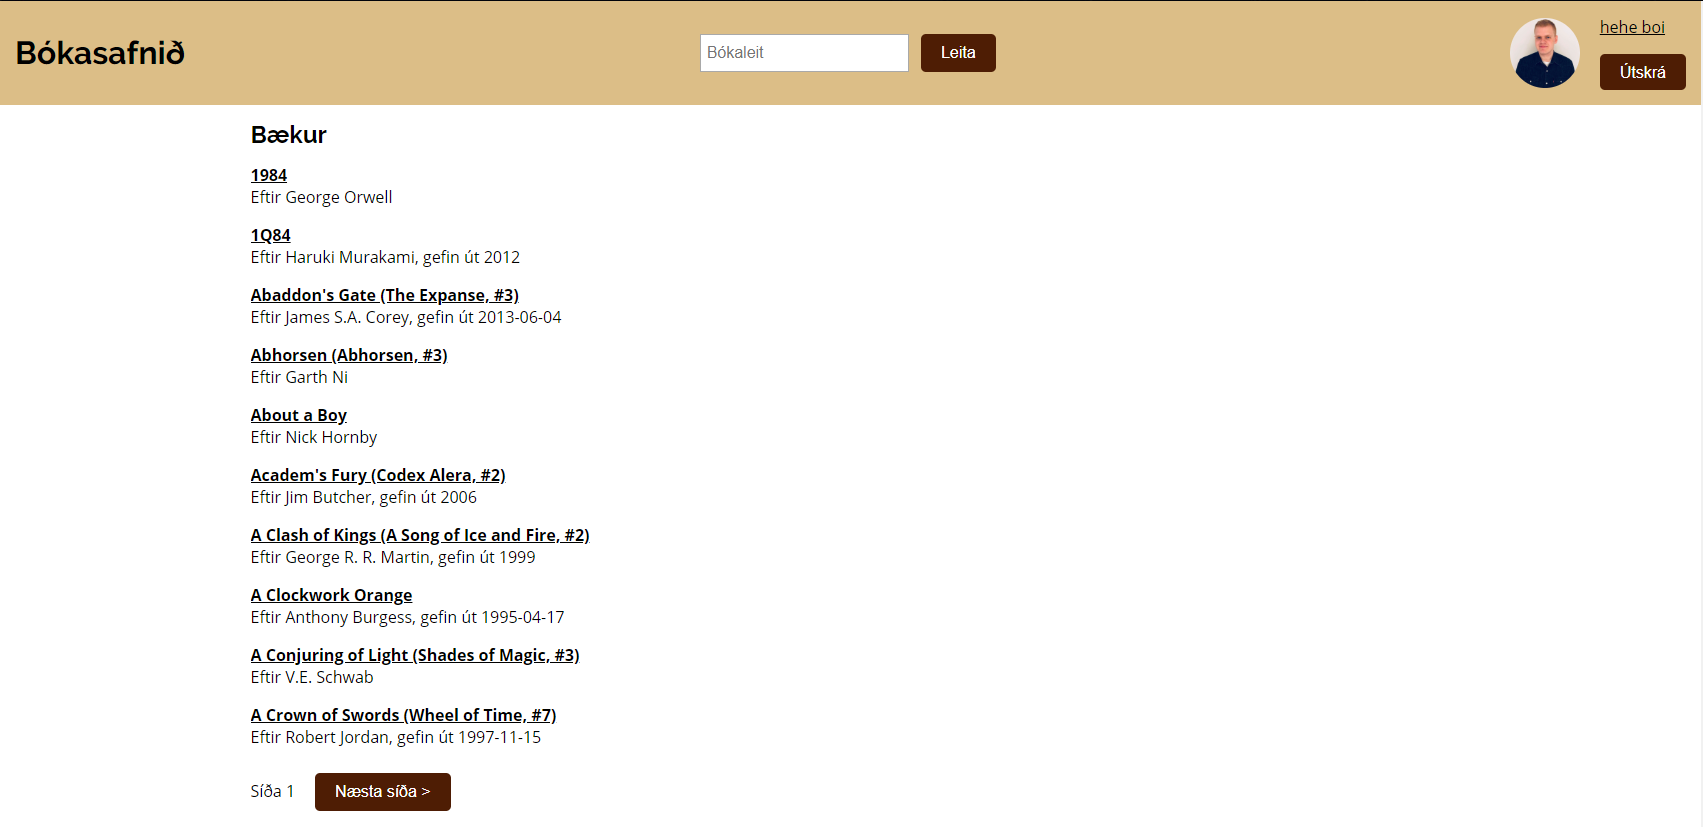 Bókasafnið
Bókaleit
Leita
hehe boi
Útskrá
Bækur
1984
Eftir George Orwell
1Q84
Eftir Haruki Murakami, gefin út 2012
Abaddon's Gate (The Expanse, #3)
Eftir James S.A. Corey, gefin út 2013-06-04
Abhorsen (Abhorsen, #3)
Eftir Garth Ni
About a Boy
Eftir Nick Hornby
Academ's Fury (Codex Alera, #2)
Eftir Jim Butcher, gefin út 2006
A Clash of Kings (A Song of Ice and Fire, #2)
Eftir George R. R. Martin, gefin út 1999
A Clockwork Orange
Eftir Anthony Burgess, gefin út 1995-04-17
A Conjuring of Light (Shades of Magic, #3)
Eftir V.E. Schwab
A Crown of Swords (Wheel of Time, #7)
Eftir Robert Jordan, gefin út 1997-11-15
Síða 1
Næsta síða >